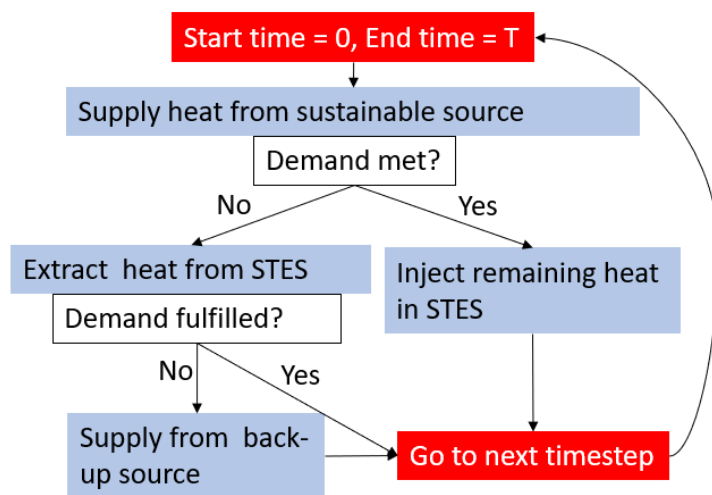 Start time = 0, End time = T
Supply heat from sustainable source
Demand met?
No
Yes
Extract heat from STES
Inject remaining heat
in STES
Demand fulfilled?
No
Yes
Supply from back-
up source
Go to next timestep